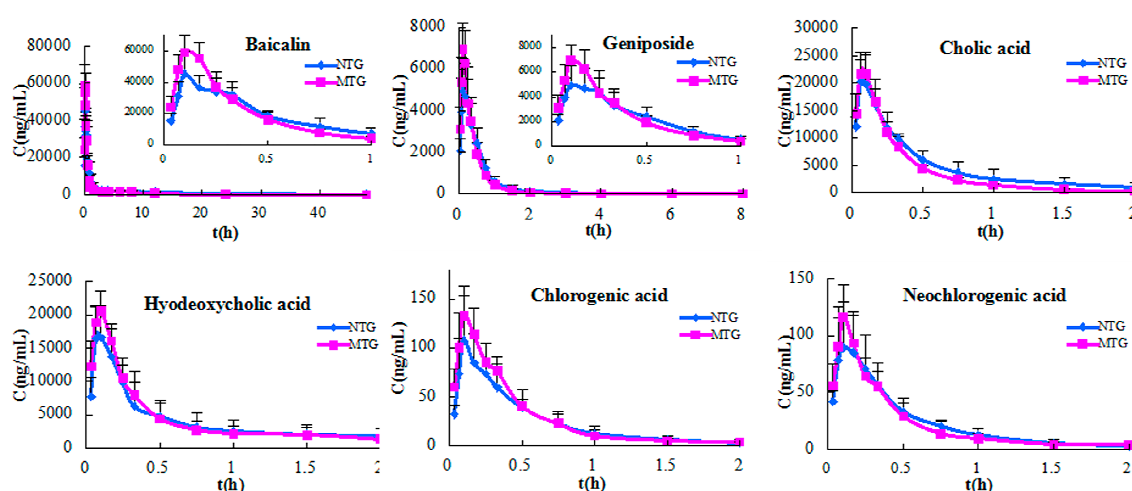 Baicalin
C(ng/mL)
80000
60000
40000
20000
0
60000
40000
20000
0
0.5
1
NTG
MTG
0 10 20 30 40
t(h)
Geniposide
C(ng/mL)
8000
6000
4000
2000
0
8000
6000
4000
2000
0
0 0.5 1
NTG
MTG
0 2 4 6 8
t(h)
Cholic acid
C(ng/mL)
30000
25000
20000
15000
10000
5000
0
NTG
MTG
0 0.5 1 1.5 2
t(h)
Hyodeoxycholic acid
C(ng/mL)
25000
20000
15000
10000
5000
0
NTG
MTG
0 0.5 1 1.5 2
t(h)
Chlorogenic acid
C(ng/mL)
150
100
50
0
NTG
MTG
0 0.5 1 1.5 2
t(h)
Neochlorogenic acid
C(ng/mL)
150
100
50
0
NTG
MTG
0 0.5 1 1.5 2
t(h)